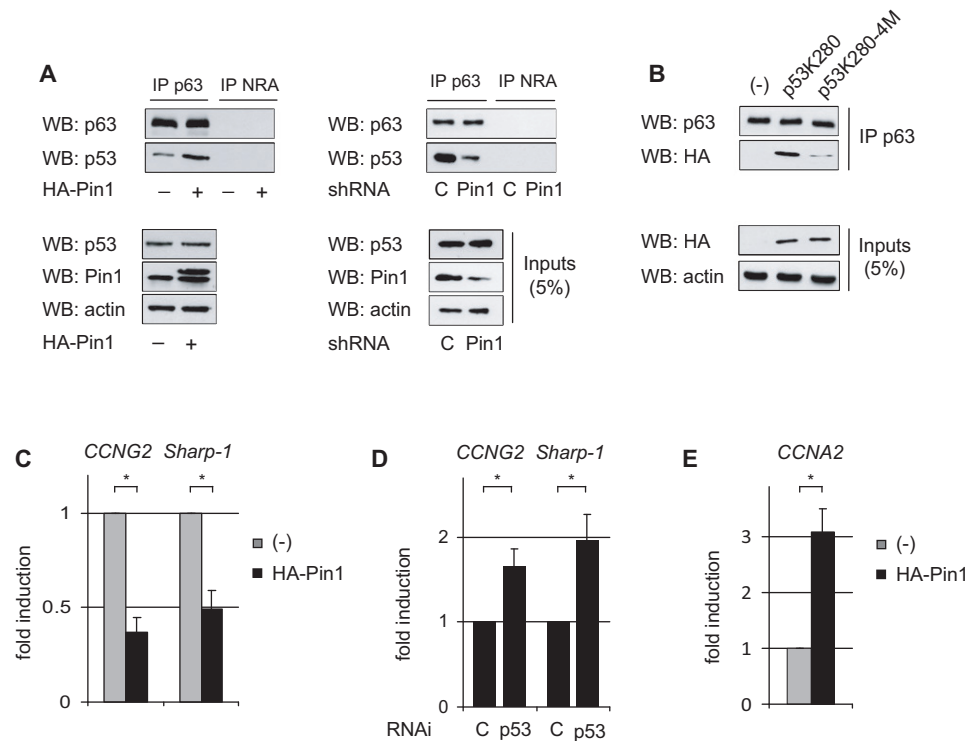 A
IP p63 IP NRA
WB: p63
WB: p53
HA-Pin1 – + – +
WB: p53
WB: Pin1
WB: actin
HA-Pin1 – +
IP p63 IP NRA
WB: p63
WB: p53
shRNA C Pin1 C Pin1
WB: p53
WB: Pin1
WB: actin
Inputs
(5%)
shRNA C Pin1
B
(-) p53K280 p53K280-4M
WB: p63
WB: HA
IP p63
WB: HA
WB: actin
Inputs
(5%)
C
CCNG2 Sharp-1
* *
fold induction
1
0.5
0
(-)
HA-Pin1
D
CCNG2 Sharp-1
* *
fold induction
2
1
0
RNAi C p53 C p53
E
CCNA2
*
fold induction
3
2
1
0
(-)
HA-Pin1